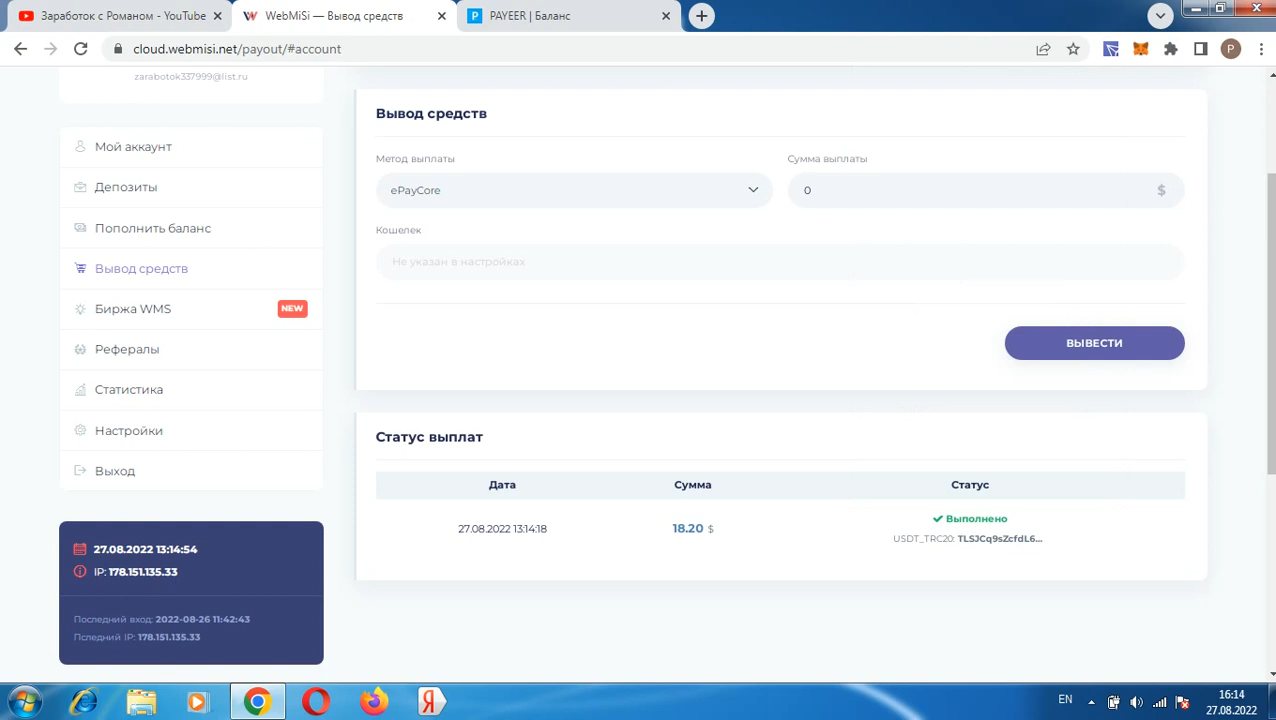 Заработок с Романом - YouTube
WebMiSi — Вывод средств
PAYEER | Баланс
cloud.webmisi.net/payout/#account
P
zarabotok337999@list.ru
Мой аккаунт
Депозиты
Пополнить баланс
Вывод средств
Биржа WMS NEW
Рефералы
Статистика
Настройки
Выход
27.08.2022 13:14:54
IP: 178.151.135.33
Последний вход: 2022-08-26 11:42:43
Пследний IP: 178.151.135.33
Вывод средств
Метод выплаты
ePayCore
Сумма выплаты
0 $
Кошелек
Не указан в настройках
ВЫВЕСТИ
Статус выплат
Дата Сумма Статус
27.08.2022 13:14:18 18.20 $ Выполнено
USDT_TRC20: TLSJCq9sZcfdL6...
EN
16:14
27.08.2022